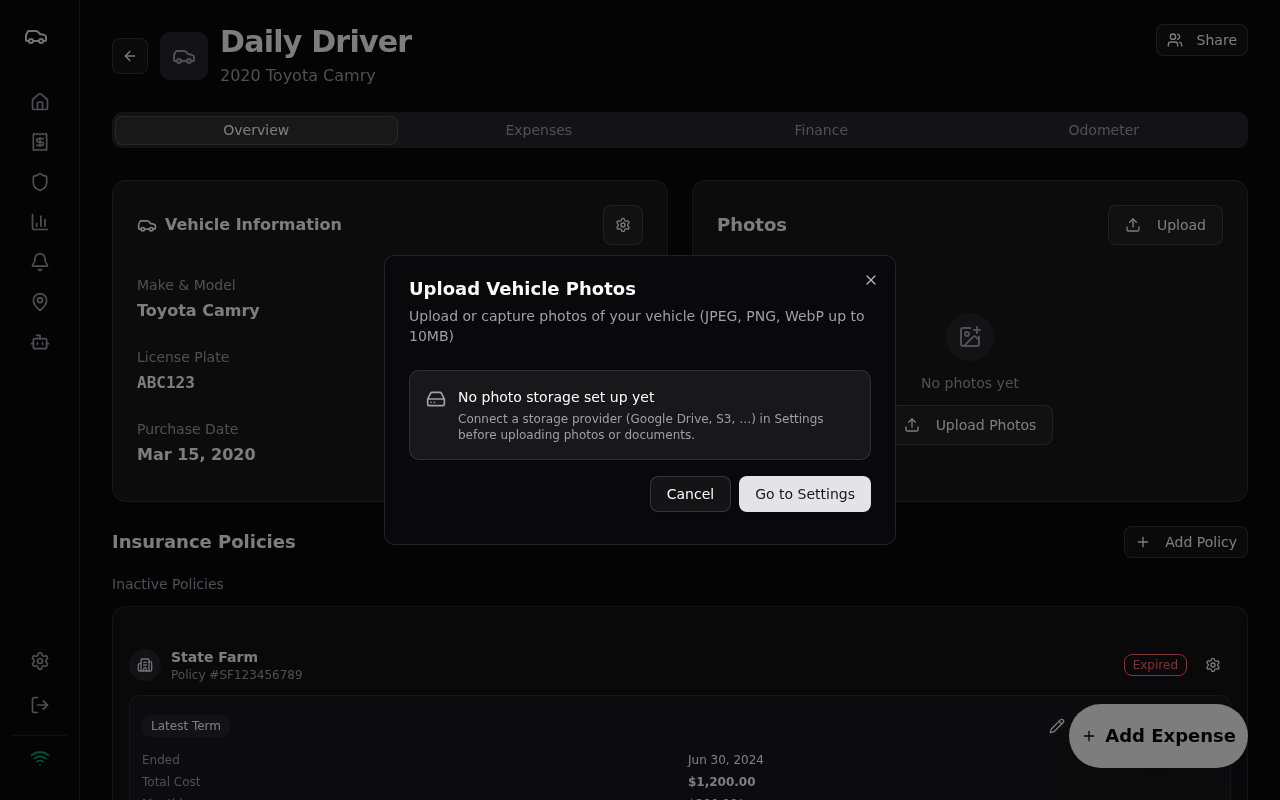 Daily Driver
2020 Toyota Camry
Share
Overview
Expenses
Finance
Odometer
Vehicle Information
Photos
Upload
Make & Model
Toyota Camry
License Plate
ABC123
Purchase Date
Mar 15, 2020
No photos yet
Upload Photos
Upload Vehicle Photos
Upload or capture photos of your vehicle (JPEG, PNG, WebP up to
10MB)
No photo storage set up yet
Connect a storage provider (Google Drive, S3, ...) in Settings
before uploading photos or documents.
Cancel
Go to Settings
Insurance Policies
Add Policy
Inactive Policies
State Farm
Policy #SF123456789
Expired
Latest Term
Add Expense
Ended
Jun 30, 2024
Total Cost
$1,200.00